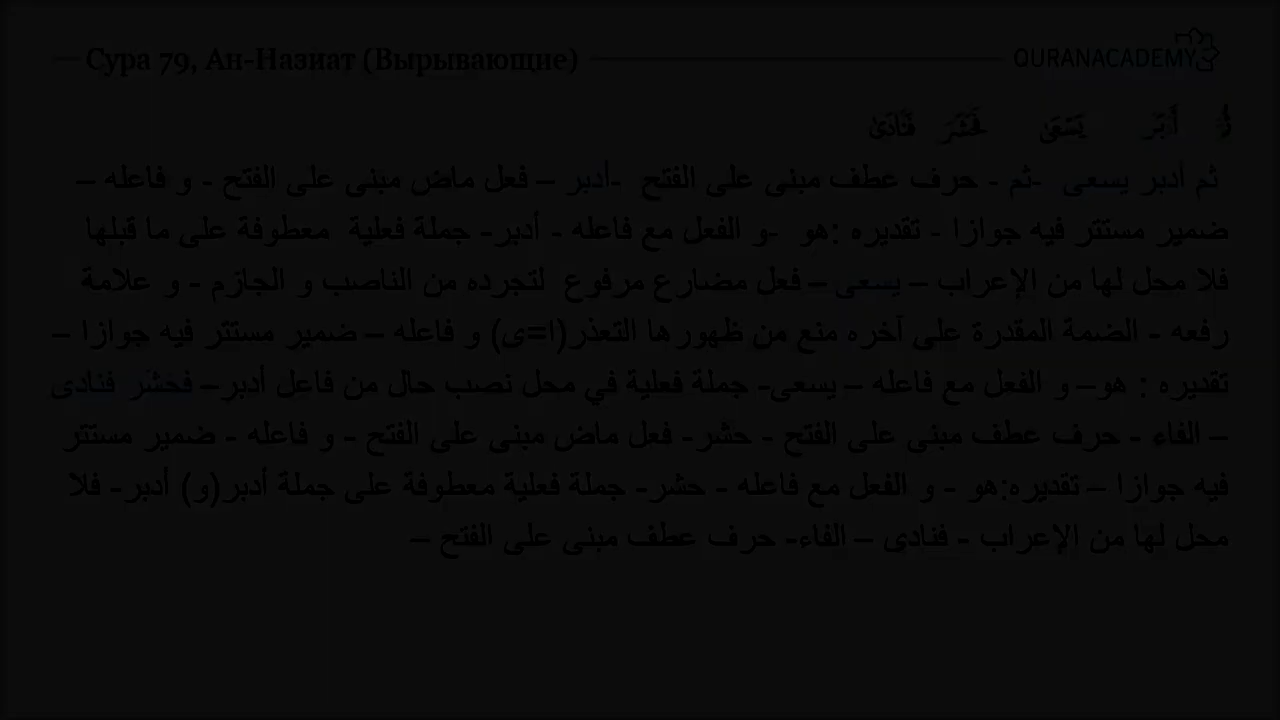 Сура 79, Ан-Назиат (Вырывающие)
QURANACADEMY
ثُمَّ أَدْبَرَ يَسْعَىٰ فَحَشَرَ فَنَادَىٰ
ثم أدبر يسعى -ثم - حرف عطف مبنى على الفتح -أدبر – فعل ماض مبنى على الفتح - و فاعله –
ضمير مستتر فيه جوازا - تقديره :هو -و الفعل مع فاعله - أدبر- جملة فعلية معطوفة على ما قبلها
فلا محل لها من الإعراب – يسعى – فعل مضارع مرفوع لتجرده من الناصب و الجازم - و علامة
رفعه - الضمة المقدرة على آخره منع من ظهورها التعذر(ا=ى) و فاعله – ضمير مستتر فيه جوازا –
تقديره : هو– و الفعل مع فاعله – يسعى- جملة فعلية في محل نصب حال من فاعل أدبر– فحشر فنادى
– الفاء - حرف عطف مبنى على الفتح - حشر- فعل ماض مبنى على الفتح - و فاعله - ضمير مستتر
فيه جوازا – تقديره:هو - و الفعل مع فاعله - حشر- جملة فعلية معطوفة على جملة أدبر(و) أدبر- فلا
محل لها من الإعراب - فنادى – الفاء- حرف عطف مبنى على الفتح –